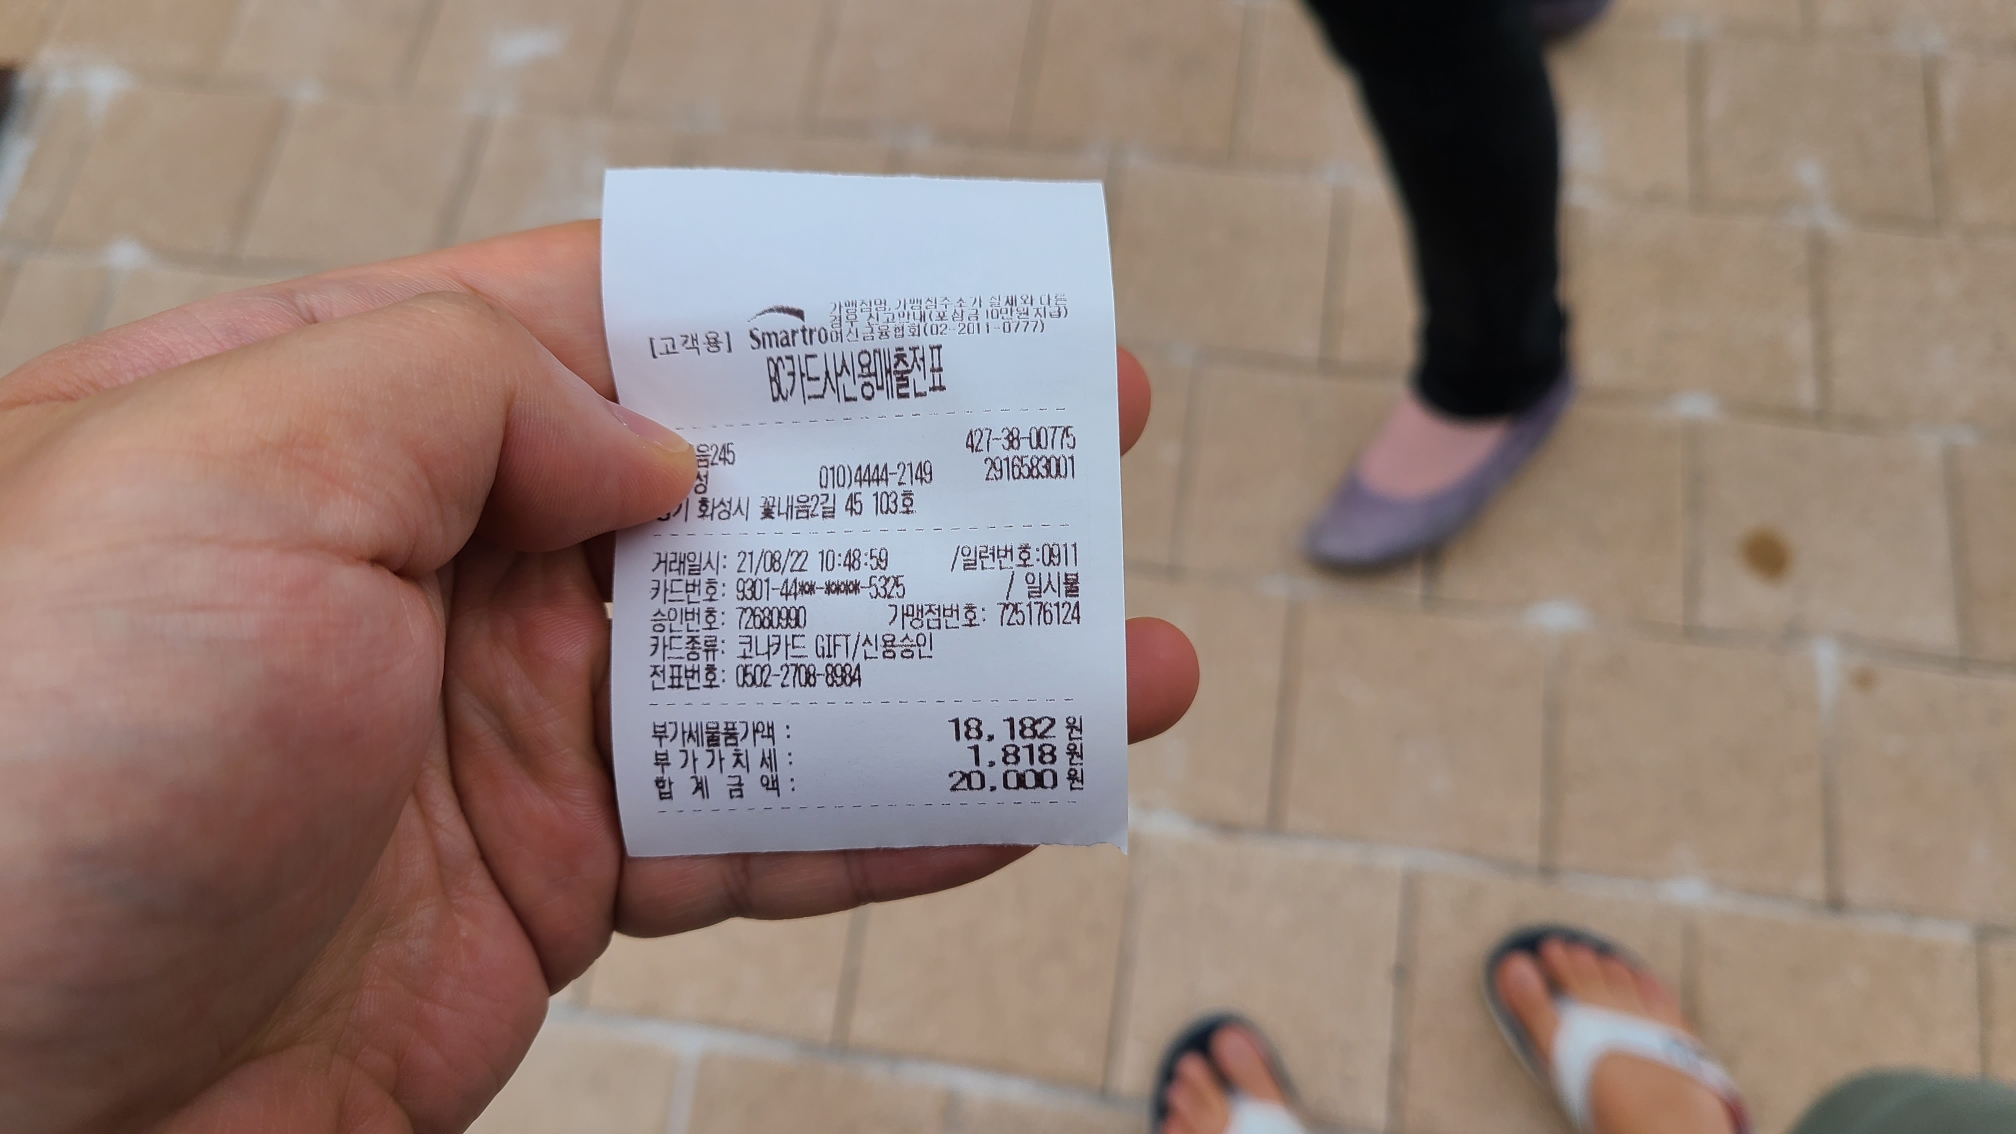 가맹점명, 가맹점주소가 실제와 다른
경우 신고안내(포상금 10만원 지급)
[고객용] Smartro 여신금융협회(02-2011-0777)
BC카드사신용매출전표
음245 427-38-00775
성 010)4444-2149 2916583001
경기 화성시 꽃내음2길 45 103호
거래일시: 21/08/22 10:48:59 /일련번호:0911
카드번호: 9301-44**-****-5325 / 일시불
승인번호: 72680990 가맹점번호: 725176124
카드종류: 코나카드 GIFT/신용승인
전표번호: 0502-2708-8984
부가세물품가액 : 18,182 원
부 가 가 치 세 : 1,818 원
합 계 금 액 : 20,000 원